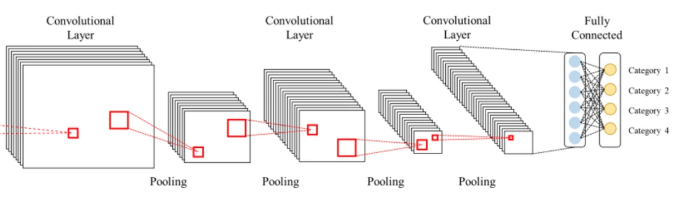 Convolutional
Layer
Convolutional
Layer
Convolutional
Layer
Fully
Connected
Category 1
Category 2
Category 3
Category 4
Pooling
Pooling
Pooling
Pooling